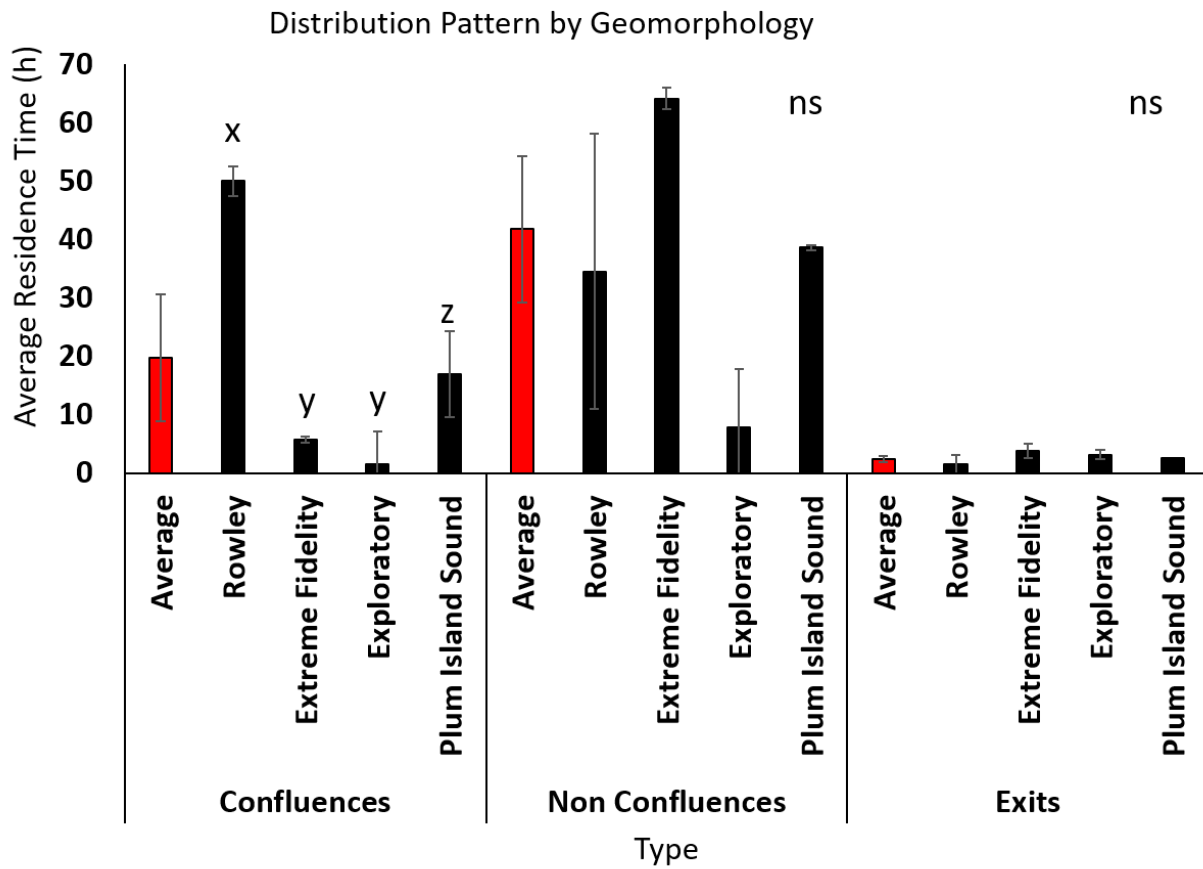 Distribution Pattern by Geomorphology
Average Residence Time (h)
70
60
50
40
30
20
10
0
x
y
y
z
ns
ns
Average
Rowley
Extreme Fidelity
Exploratory
Plum Island Sound
Average
Rowley
Extreme Fidelity
Exploratory
Plum Island Sound
Average
Rowley
Extreme Fidelity
Exploratory
Plum Island Sound
Confluences
Non Confluences
Exits
Type